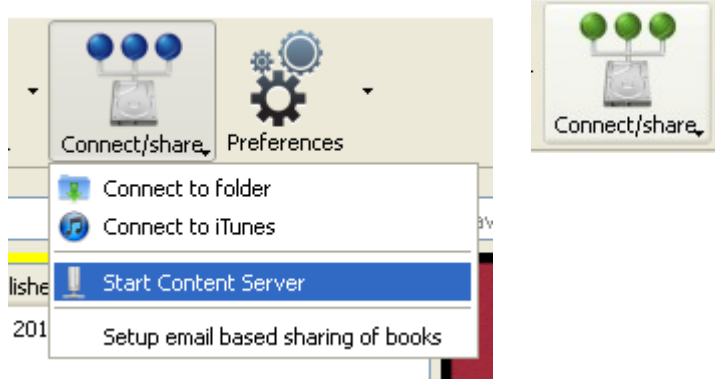 Connect/share
Preferences
Connect/share
Connect to folder
Connect to iTunes
Start Content Server
201
Setup email based sharing of books